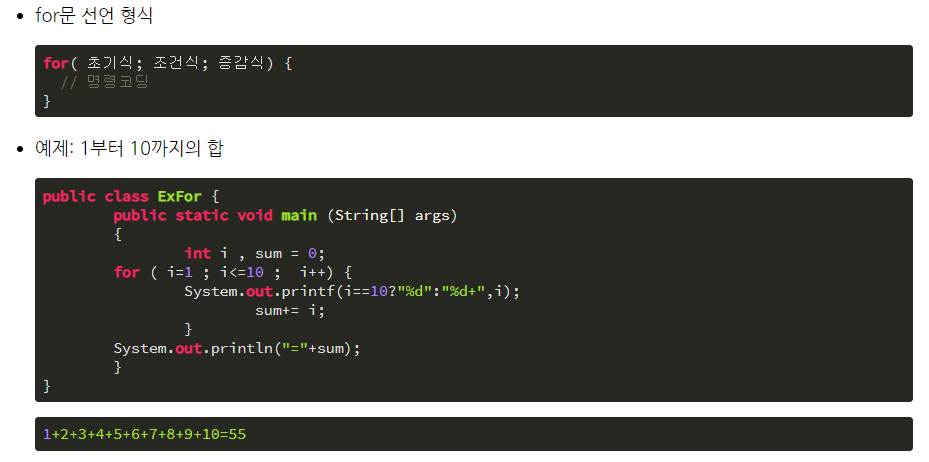 for문 선언 형식
for( 초기식; 조건식; 증감식) {
// 명령코딩
}
예제: 1부터 10까지의 합
public class ExFor {
public static void main (String[] args)
{
int i , sum = 0;
for ( i=1 ; i<=10 ;  i++) {
System.out.printf(i==10?"%d":"%d+",i);
sum+= i;
}
System.out.println("="+sum);
}
}
1+2+3+4+5+6+7+8+9+10=55